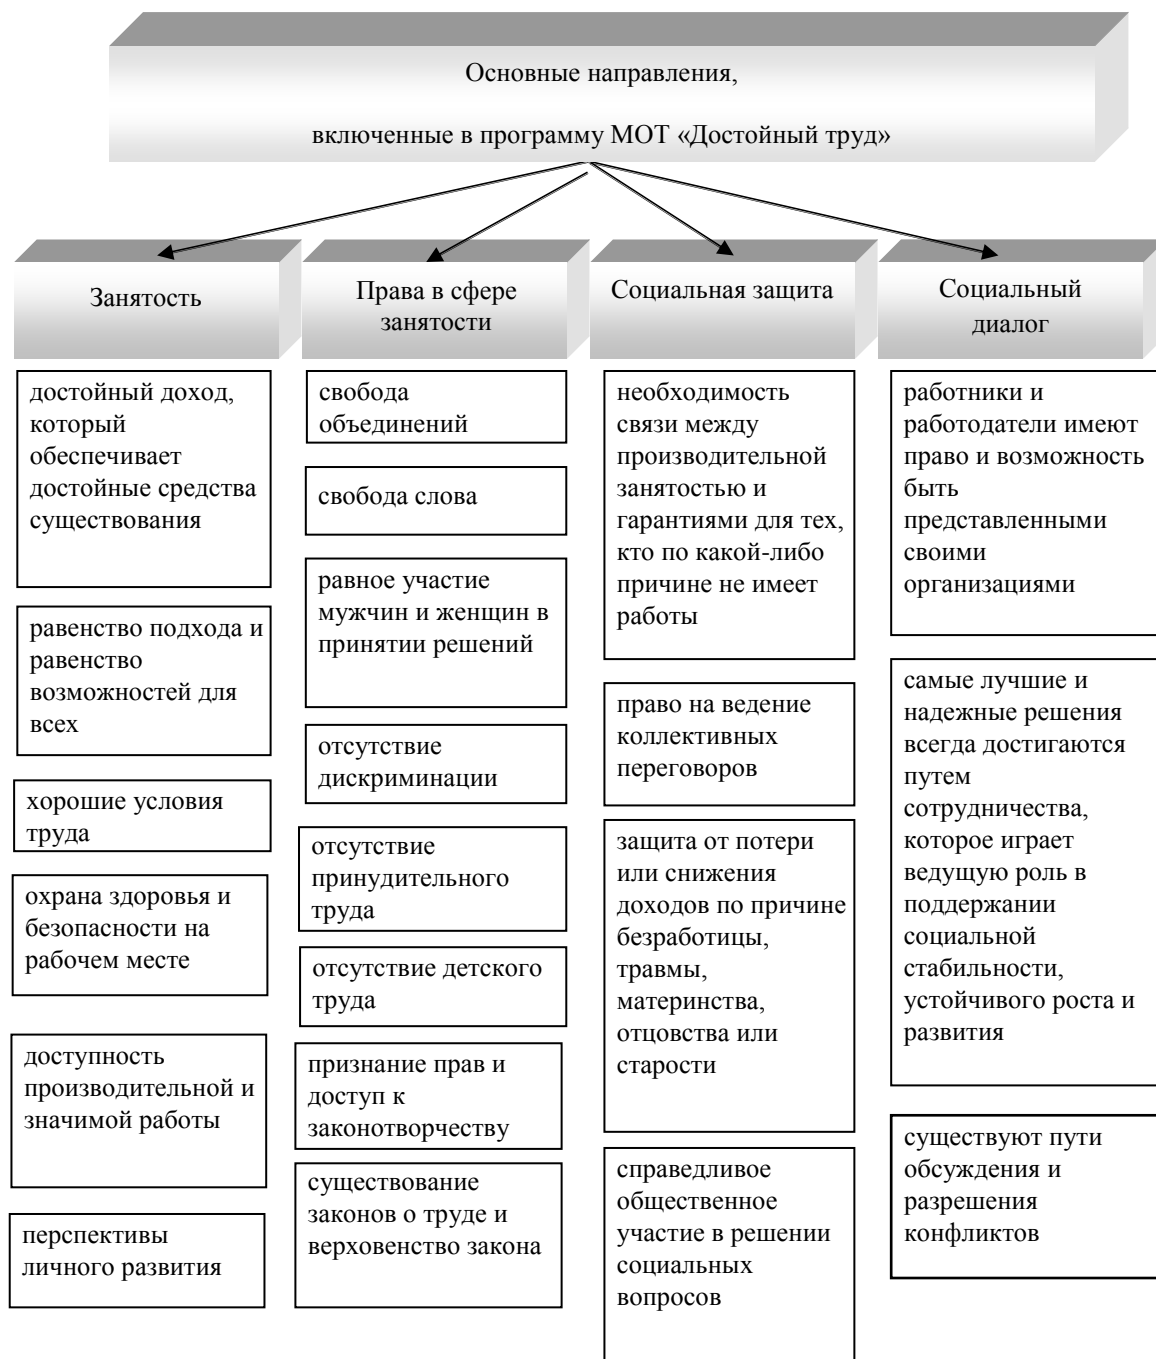 Основные направления,
включенные в программу МОТ «Достойный труд»
Занятость
Права в сфере
занятости
Социальная защита
Социальный
диалог
достойный доход,
который
обеспечивает
достойные средства
существования
равенство подхода и
равенство
возможностей для
всех
хорошие условия
труда
охрана здоровья и
безопасности на
рабочем месте
доступность
производительной и
значимой работы
перспективы
личного развития
свобода
объединений
свобода слова
равное участие
мужчин и женщин в
принятии решений
отсутствие
дискриминации
отсутствие
принудительного
труда
отсутствие детского
труда
признание прав и
доступ к
законотворчеству
существование
законов о труде и
верховенство закона
необходимость
связи между
производительной
занятостью и
гарантиями для тех,
кто по какой-либо
причине не имеет
работы
право на ведение
коллективных
переговоров
защита от потери
или снижения
доходов по причине
безработицы,
травмы,
материнства,
отцовства или
старости
справедливое
общественное
участие в решении
социальных
вопросов
работники и
работодатели имеют
право и возможность
быть
представленными
своими
организациями
самые лучшие и
надежные решения
всегда достигаются
путем
сотрудничества,
которое играет
ведущую роль в
поддержании
социальной
стабильности,
устойчивого роста и
развития
существуют пути
обсуждения и
разрешения
конфликтов